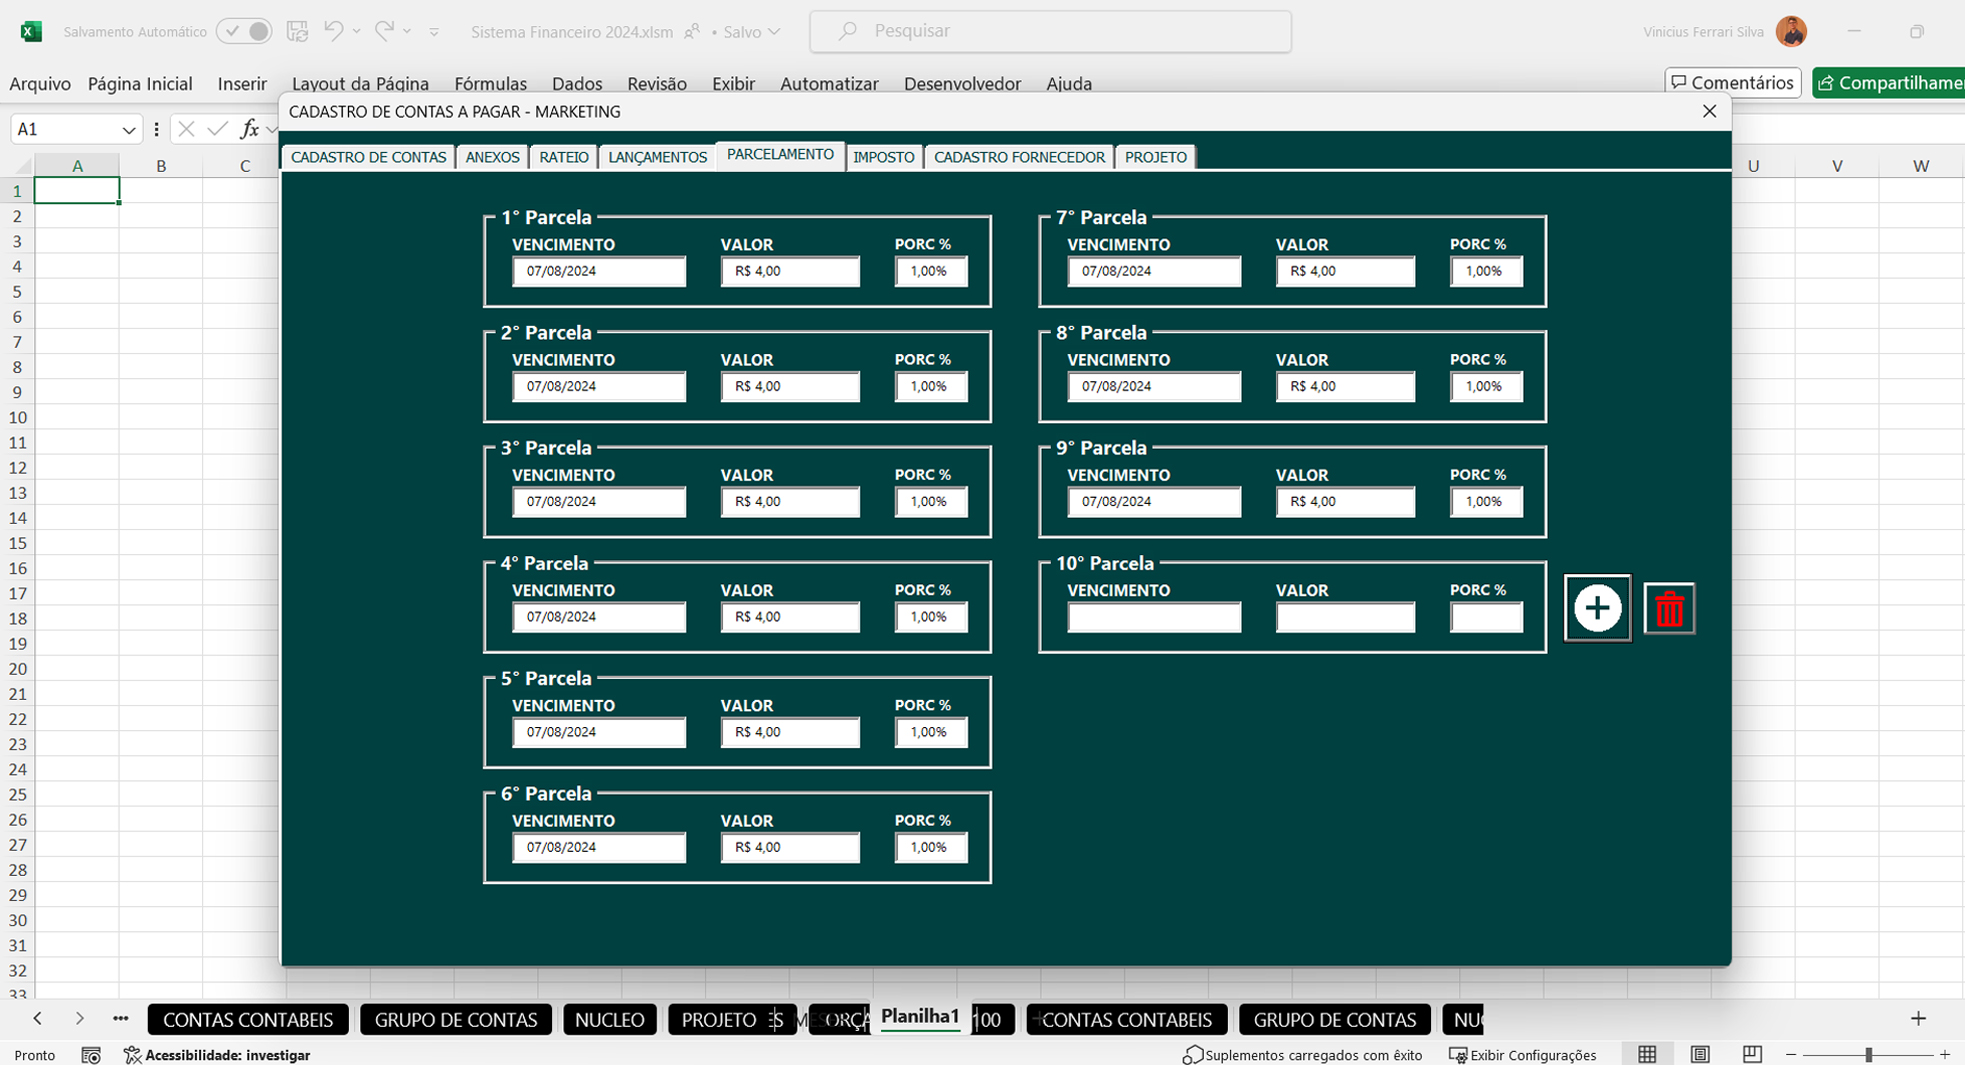 Salvamento Automático
Sistema Financeiro 2024.xlsm • Salvo
Pesquisar
Vinicius Ferrari Silva
Arquivo Página Inicial Inserir Layout da Página Fórmulas Dados Revisão Exibir Automatizar Desenvolvedor Ajuda
Comentários
Compartilhame
A1
fx
CADASTRO DE CONTAS A PAGAR - MARKETING
CADASTRO DE CONTAS ANEXOS RATEIO LANÇAMENTOS PARCELAMENTO IMPOSTO CADASTRO FORNECEDOR PROJETO
A B C U V W
1
2
3
4
5
6
7
8
9
10
11
12
13
14
15
16
17
18
19
20
21
22
23
24
25
26
27
28
29
30
31
32
33
1° Parcela
VENCIMENTO VALOR PORC %
07/08/2024 R$ 4,00 1,00%
2° Parcela
VENCIMENTO VALOR PORC %
07/08/2024 R$ 4,00 1,00%
3° Parcela
VENCIMENTO VALOR PORC %
07/08/2024 R$ 4,00 1,00%
4° Parcela
VENCIMENTO VALOR PORC %
07/08/2024 R$ 4,00 1,00%
5° Parcela
VENCIMENTO VALOR PORC %
07/08/2024 R$ 4,00 1,00%
6° Parcela
VENCIMENTO VALOR PORC %
07/08/2024 R$ 4,00 1,00%
7° Parcela
VENCIMENTO VALOR PORC %
07/08/2024 R$ 4,00 1,00%
8° Parcela
VENCIMENTO VALOR PORC %
07/08/2024 R$ 4,00 1,00%
9° Parcela
VENCIMENTO VALOR PORC %
07/08/2024 R$ 4,00 1,00%
10° Parcela
VENCIMENTO VALOR PORC %
CONTAS CONTABEIS GRUPO DE CONTAS NUCLEO PROJETO ORÇA Planilha1 100 CONTAS CONTABEIS GRUPO DE CONTAS NU
Pronto
Acessibilidade: investigar
Suplementos carregados com êxito
Exibir Configurações